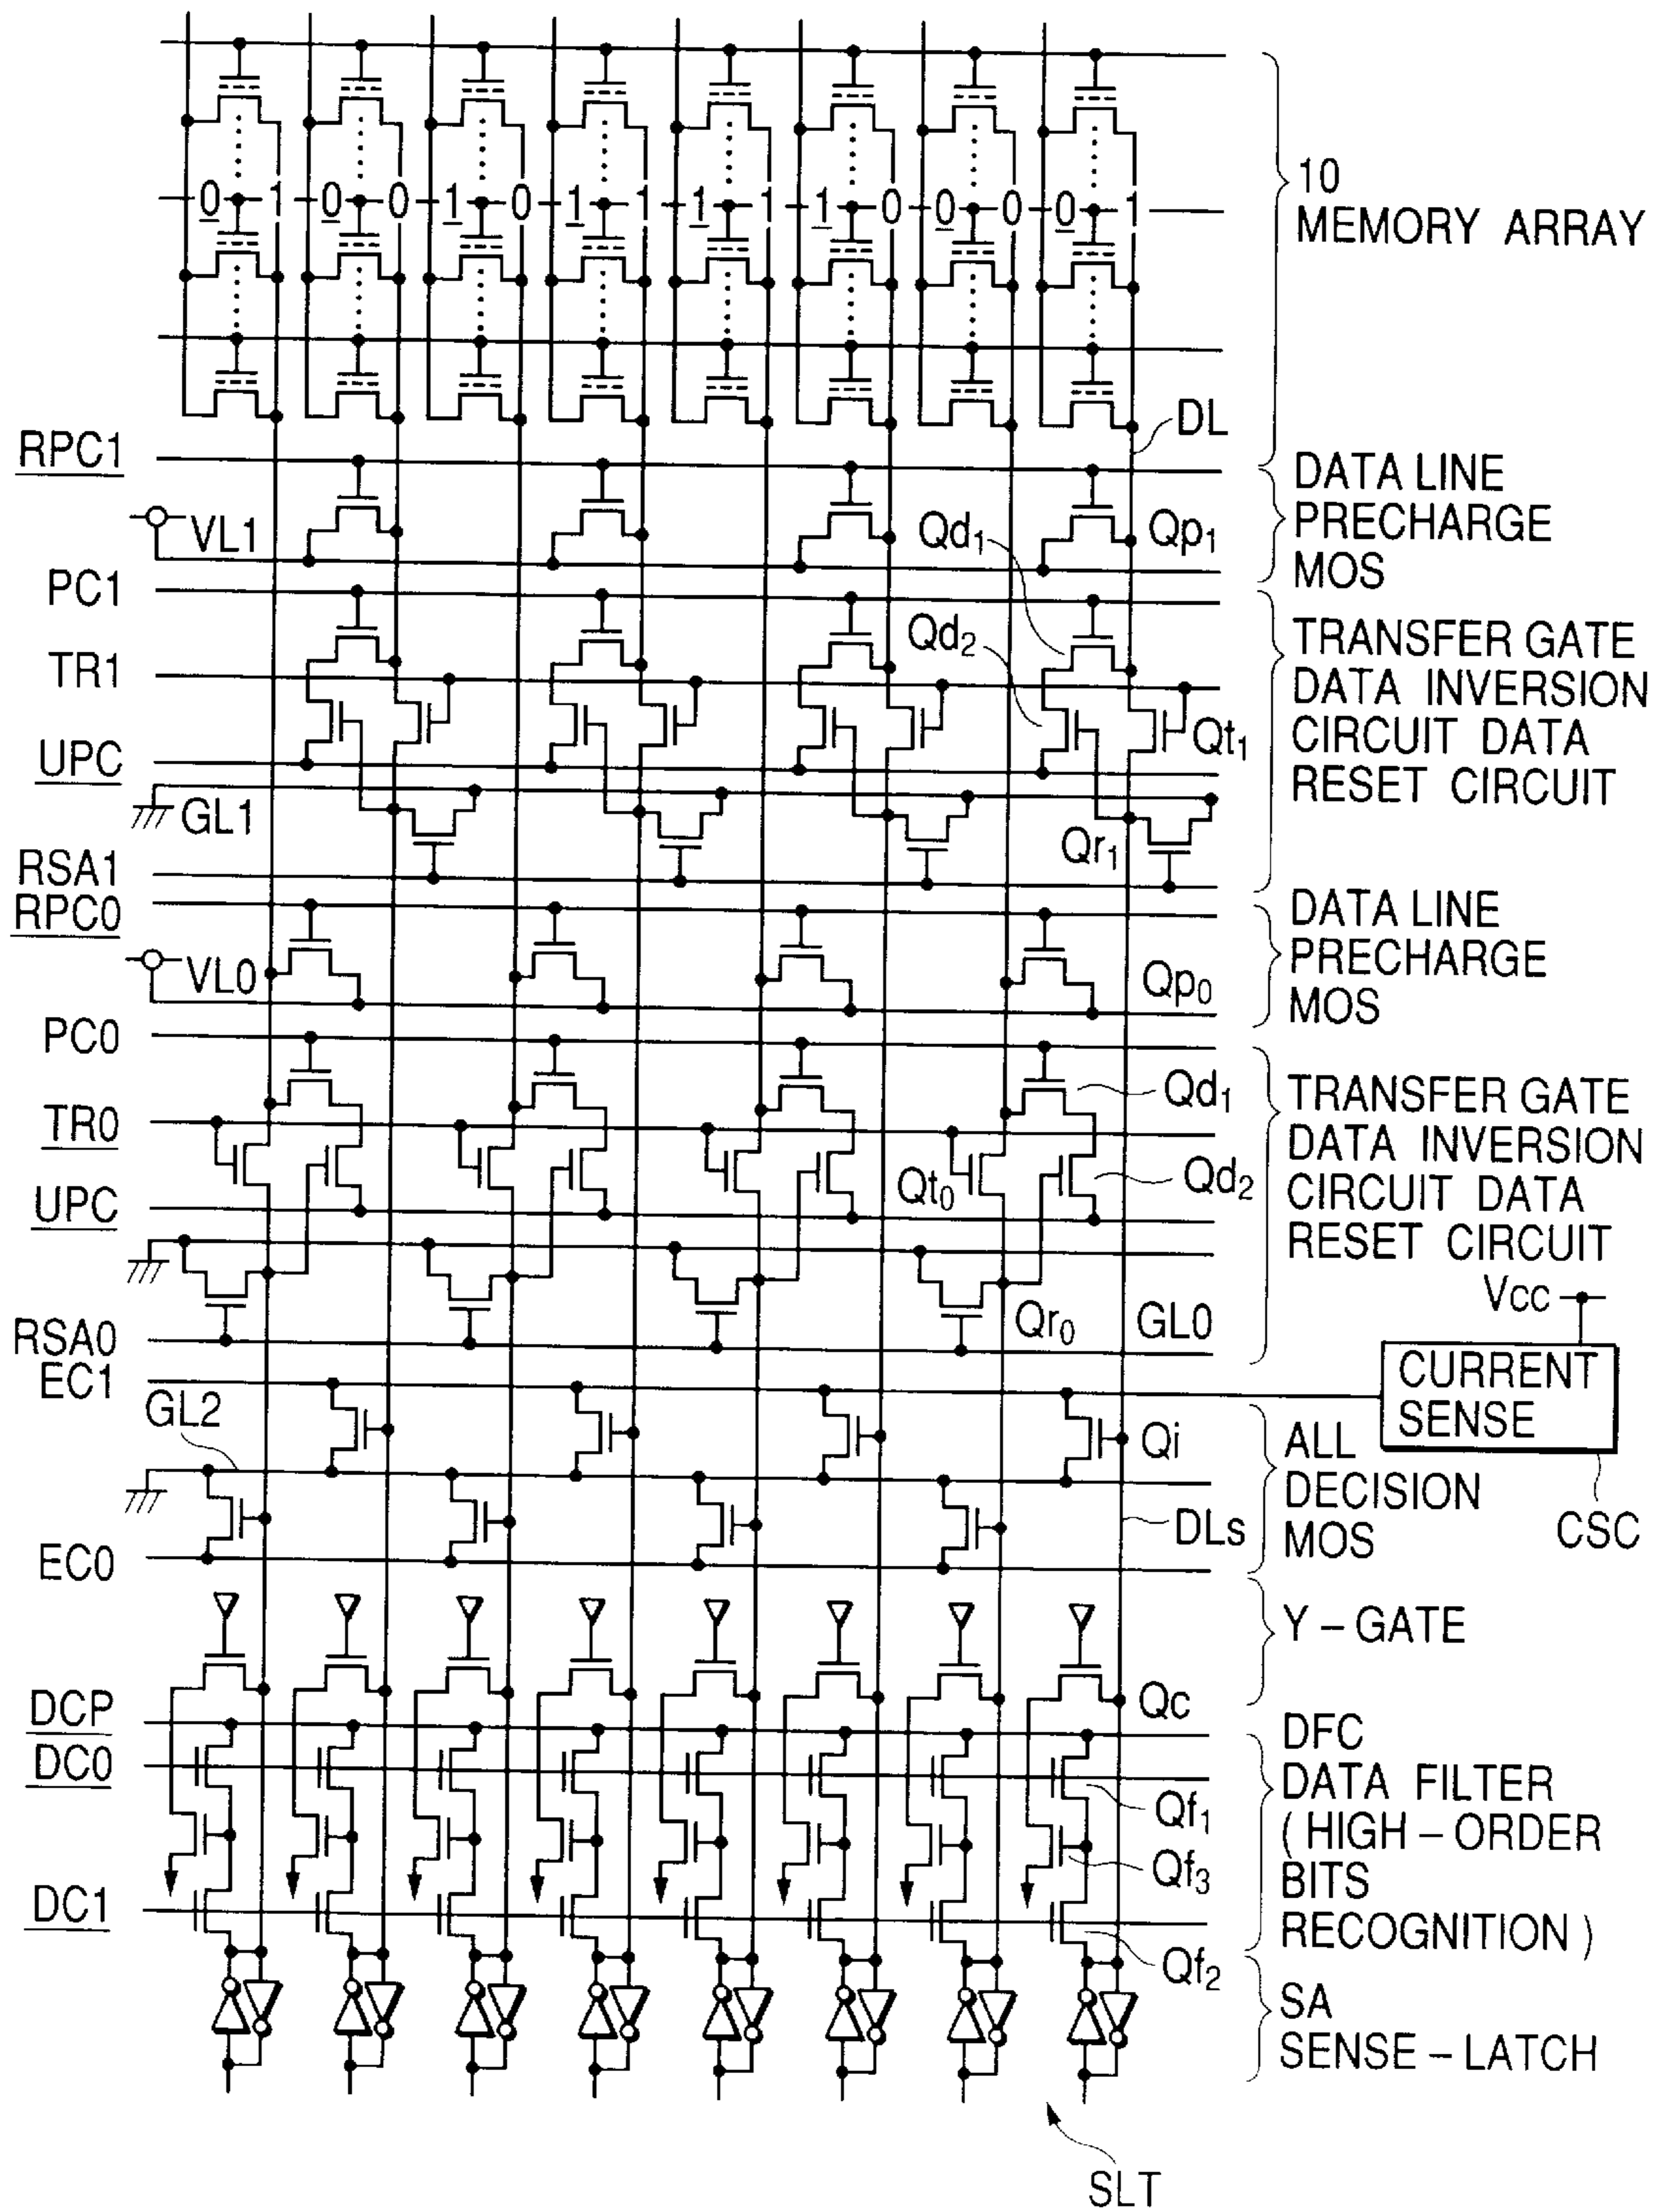 0 1 0 0 1 0 1 1 1 1 1 0 0 0 0 1
10
MEMORY ARRAY
DL
RPC1
DATA LINE
PRECHARGE
MOS
VL1
Qd1
Qp1
PC1
Qd2
TRANSFER GATE
DATA INVERSION
CIRCUIT DATA
RESET CIRCUIT
TR1
Qt1
UPC
GL1
Qr1
RSA1
RPC0
DATA LINE
PRECHARGE
MOS
VL0
Qp0
PC0
Qd1
TRANSFER GATE
DATA INVERSION
CIRCUIT DATA
RESET CIRCUIT
TR0
Qt0
Qd2
UPC
Vcc
RSA0
Qr0
GL0
EC1
CURRENT
SENSE
GL2
Qi
ALL
DECISION
MOS
DLs
CSC
EC0
Y-GATE
Qc
DCP
DC0
DFC
DATA FILTER
(HIGH-ORDER
BITS
RECOGNITION)
Qf1
Qf3
DC1
Qf2
SA
SENSE-LATCH
SLT